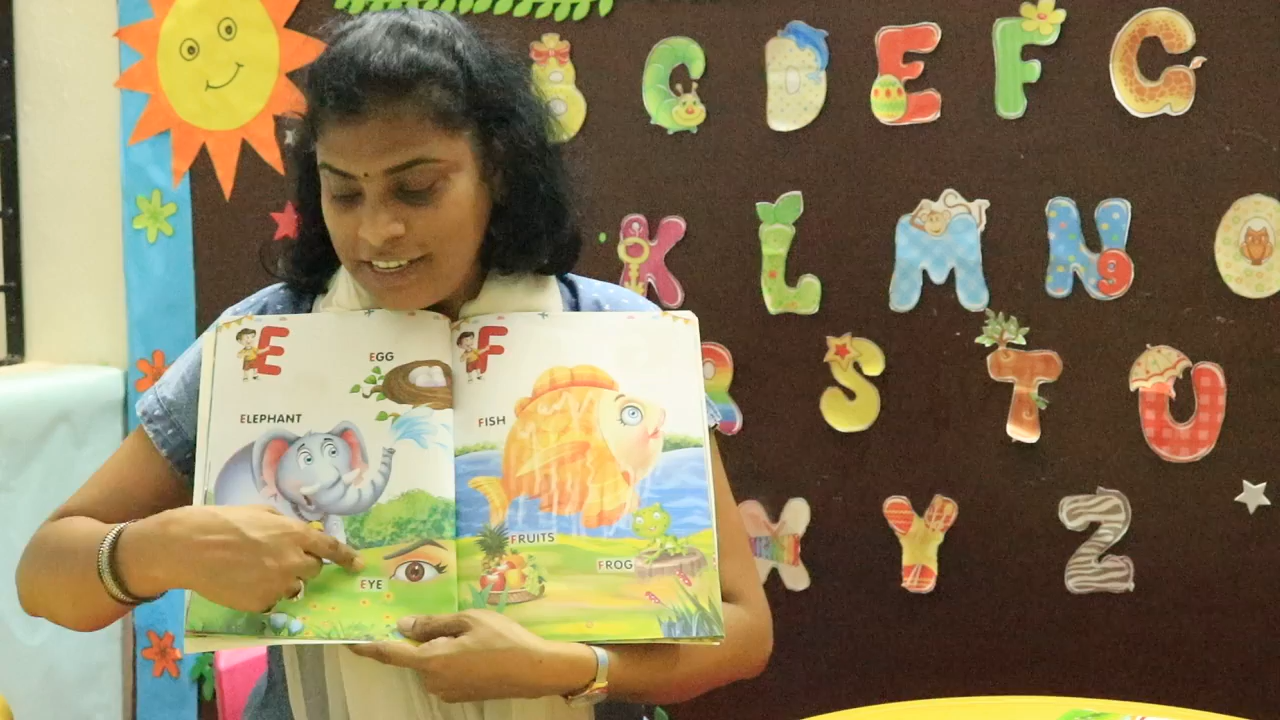 B C D E F G
K L M N O
R S T U
X Y Z
E
EGG
ELEPHANT
EYE
F
FISH
FRUITS
FROG